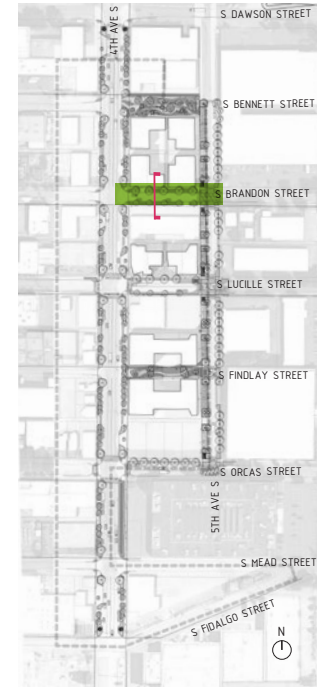 S DAWSON STREET
4TH AVE S
S BENNETT STREET
S BRANDON STREET
S LUCILLE STREET
S FINDLAY STREET
S ORCAS STREET
5TH AVE S
S MEAD STREET
S FIDALGO STREET
N